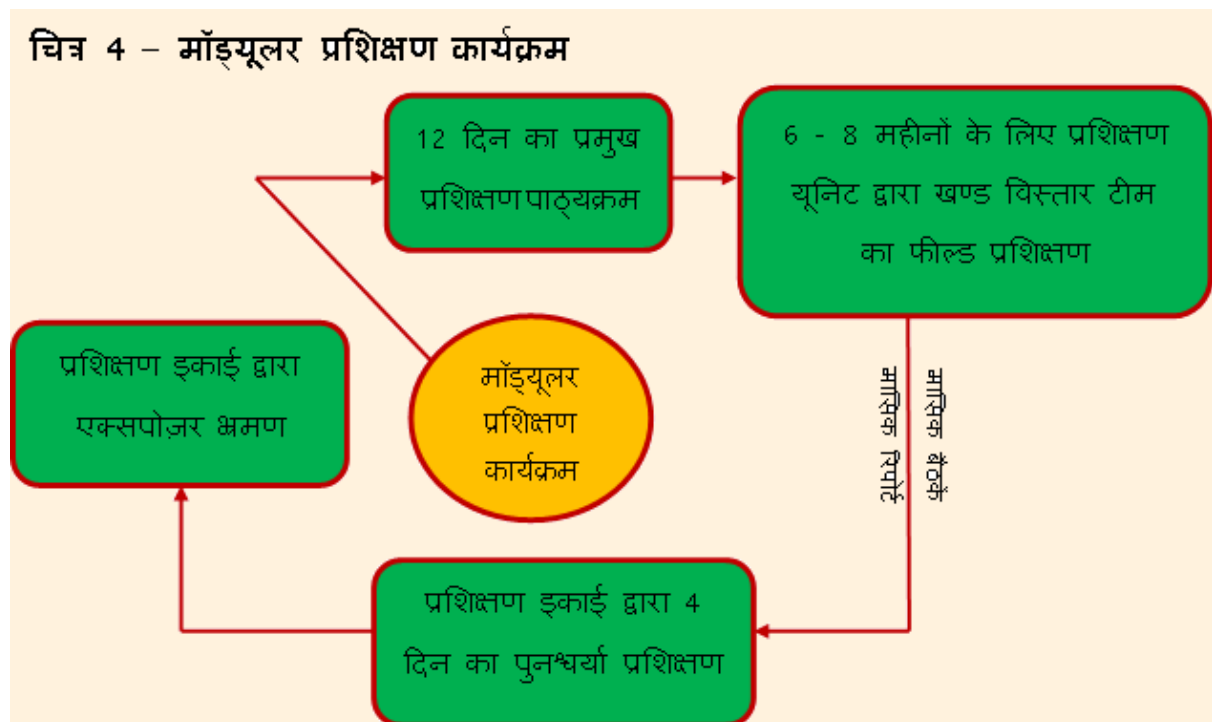 चित्र 4 – मॉड्यूलर प्रशिक्षण कार्यक्रम
12 दिन का प्रमुख
प्रशिक्षण पाठ्यक्रम
6 - 8 महीनों के लिए प्रशिक्षण
यूनिट द्वारा खण्ड विस्तार टीम
का फील्ड प्रशिक्षण
मासिक बैठकें
मासिक रिपोर्ट
प्रशिक्षण इकाई द्वारा 4
दिन का पुनश्चर्या प्रशिक्षण
प्रशिक्षण इकाई द्वारा
एक्सपोज़र भ्रमण
मॉड्यूलर
प्रशिक्षण
कार्यक्रम